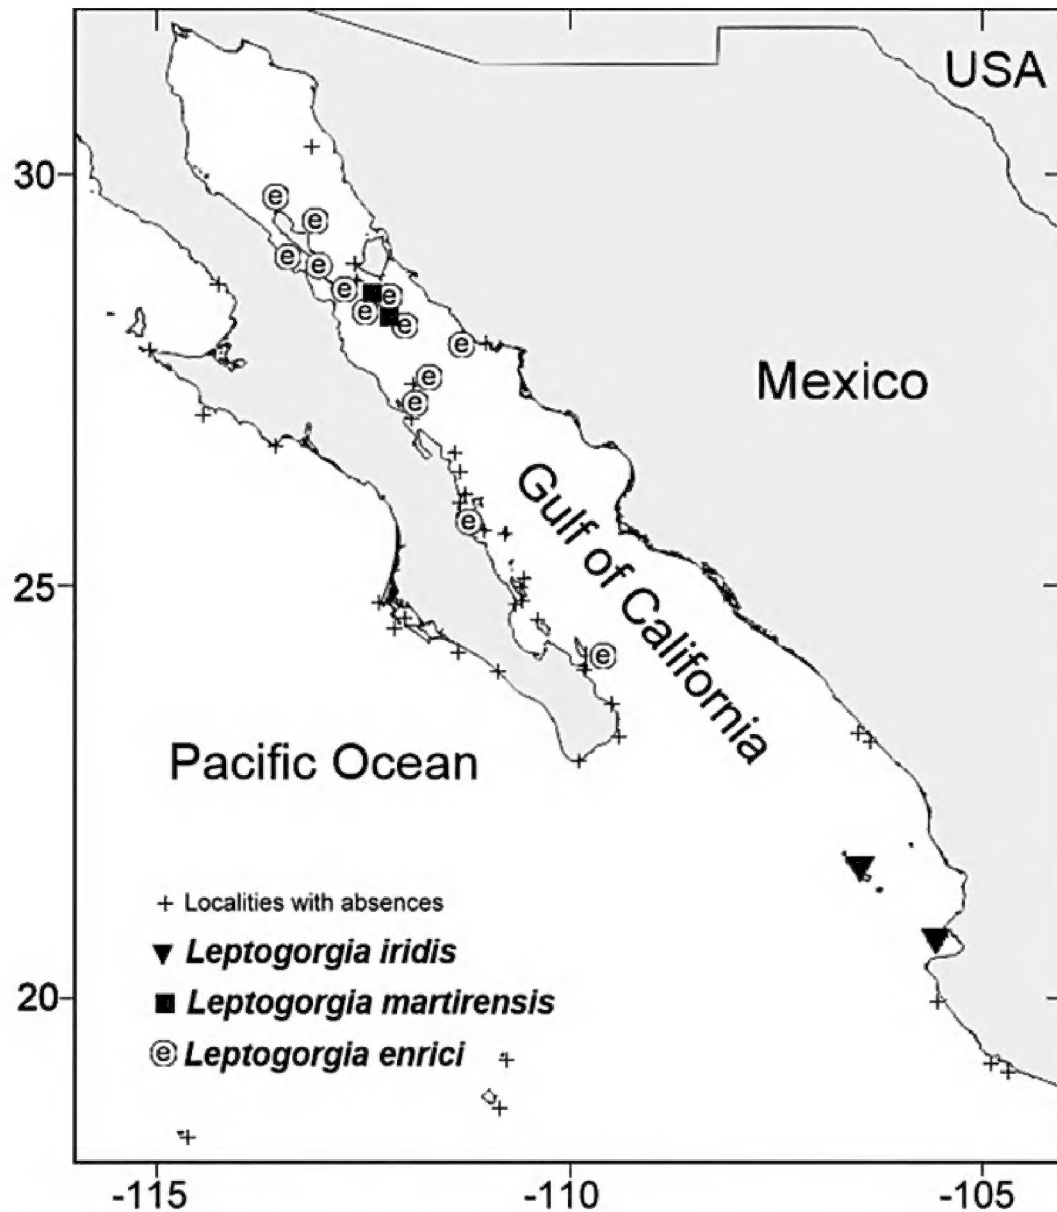 USA
30
Mexico
Gulf of California
25
Pacific Ocean
+ Localities with absences
▼ Leptogorgia iridis
■ Leptogorgia martirensis
ⓔ Leptogorgia enrici
20
-115
-110
-105
e
e
e
e
e
e
e
e
e
e
e
e
e